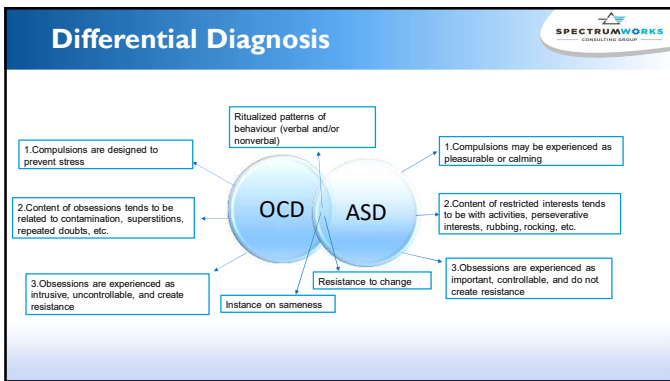 Differential Diagnosis
SPECTRUMWORKS
CONSULTING GROUP
Ritualized patterns of
behaviour (verbal and/or
nonverbal)
1.Compulsions are designed to
prevent stress
1.Compulsions may be experienced as
pleasurable or calming
OCD
ASD
2.Content of obsessions tends to be
related to contamination, superstitions,
repeated doubts, etc.
2.Content of restricted interests tends
to be with activities, perseverative
interests, rubbing, rocking, etc.
3.Obsessions are experienced as
intrusive, uncontrollable, and create
resistance
Instance on sameness
Resistance to change
3.Obsessions are experienced as
important, controllable, and do not
create resistance